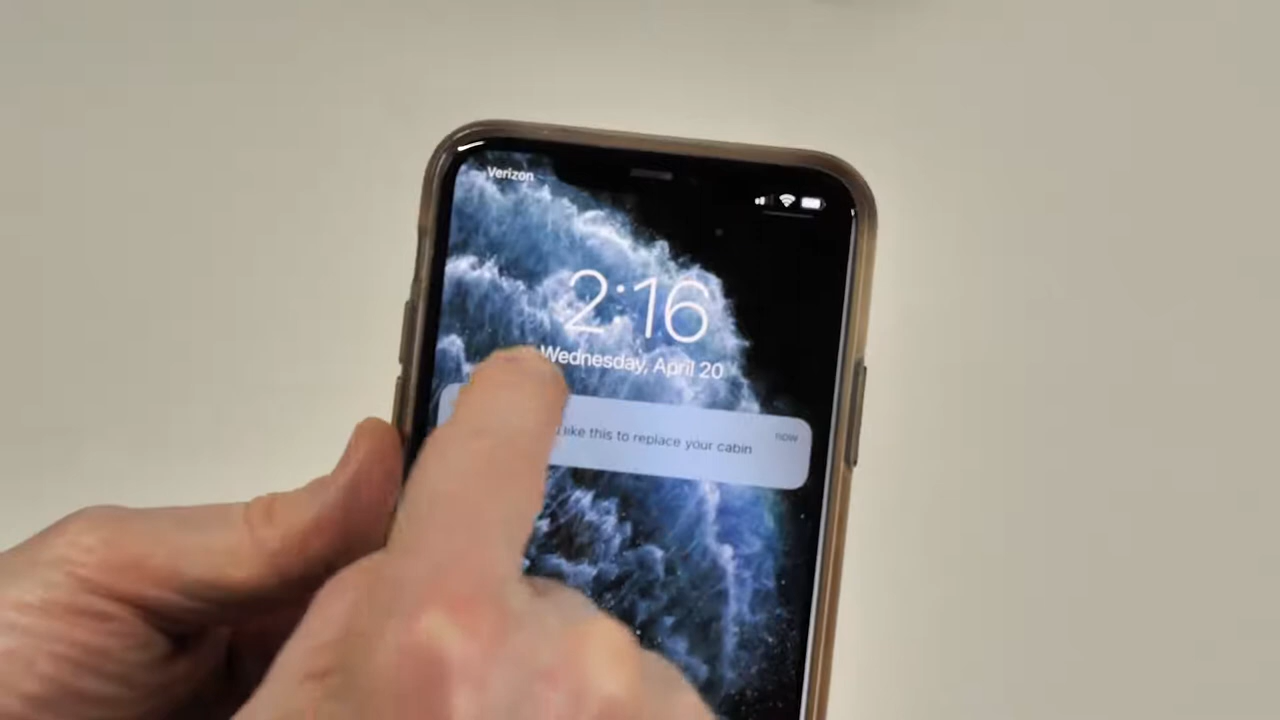 Verizon
2:16
Wednesday, April 20
now
like this to replace your cabin